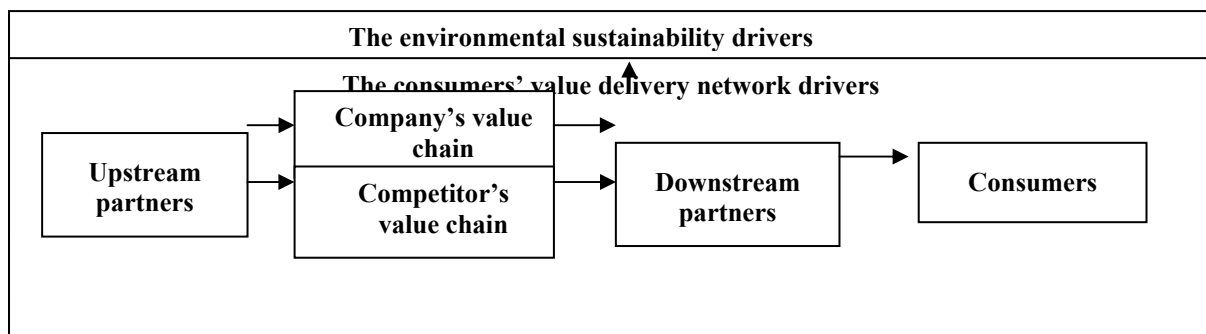 The environmental sustainability drivers
The consumers’ value delivery network drivers
Company’s value
chain
Upstream
partners
Competitor’s
value chain
Downstream
partners
Consumers